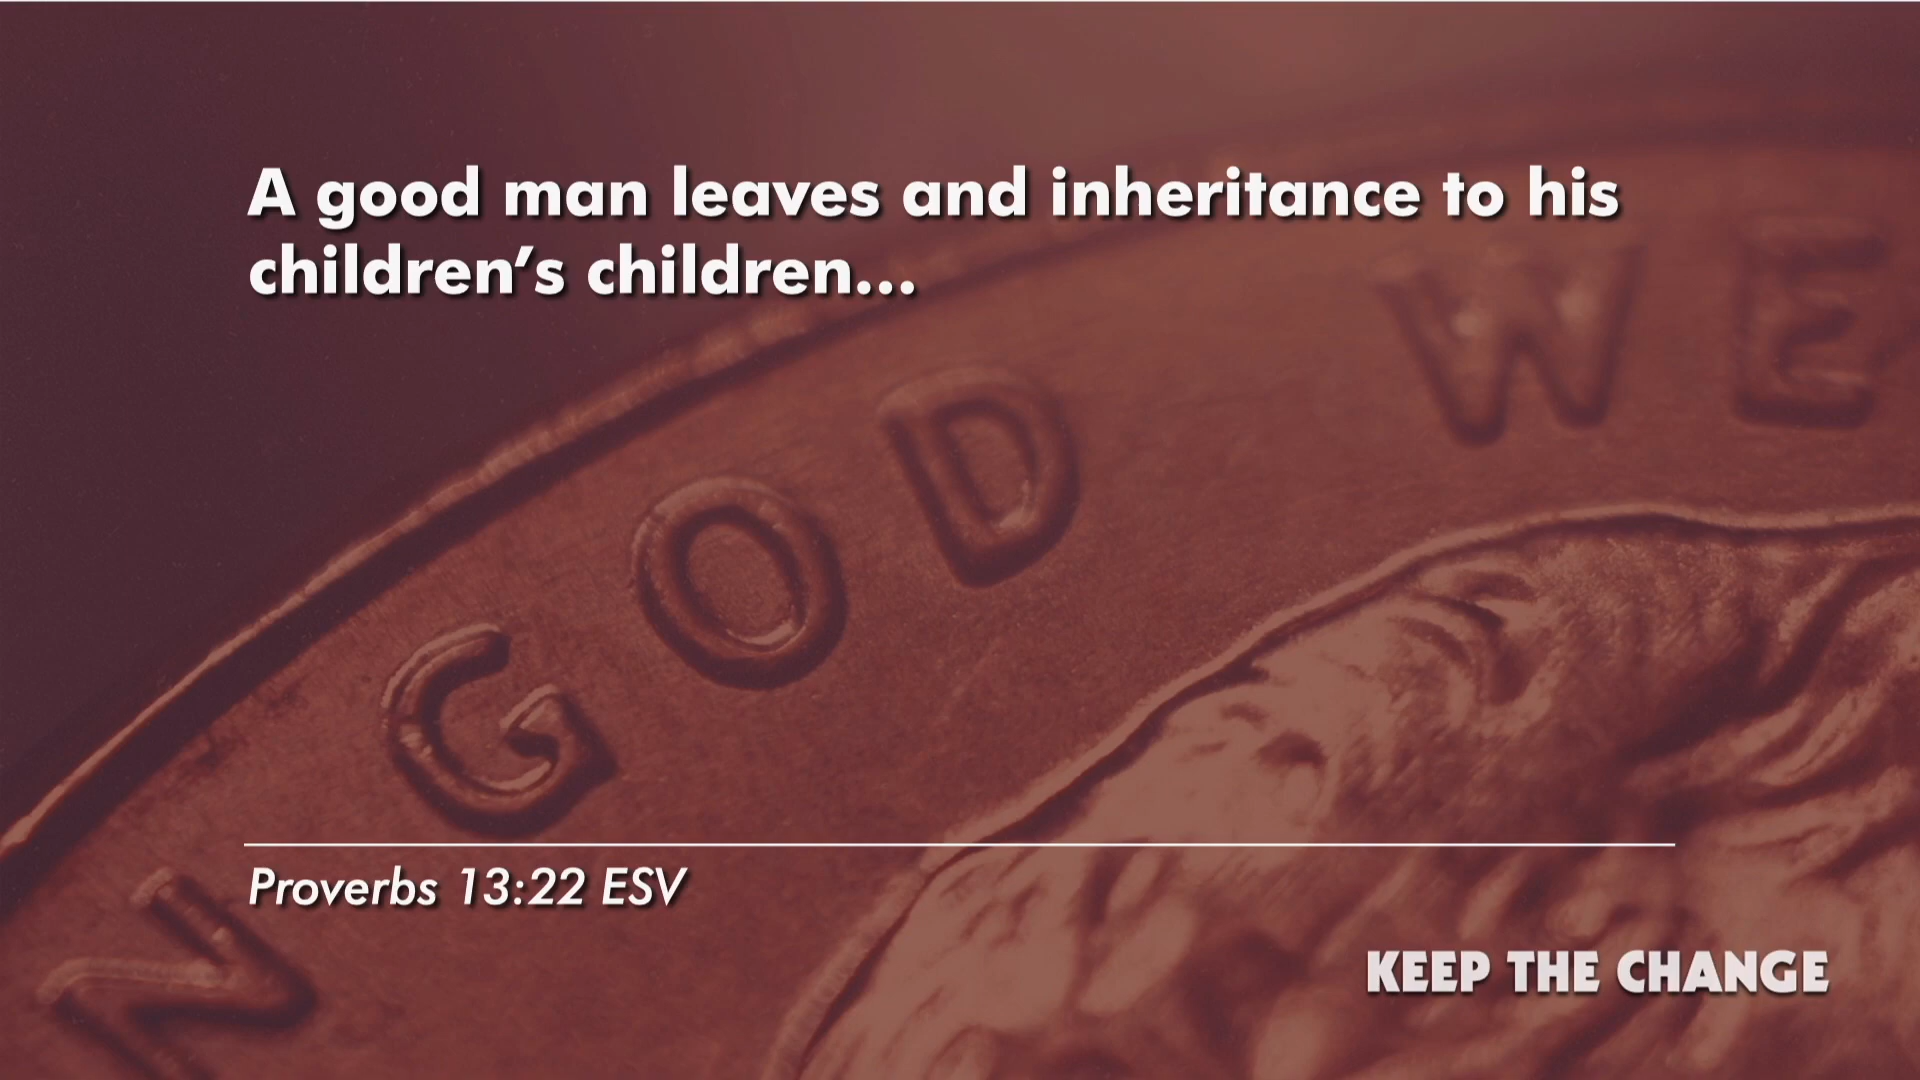 A good man leaves and inheritance to his
children’s children...
GOD WE
N
Proverbs 13:22 ESV
KEEP THE CHANGE